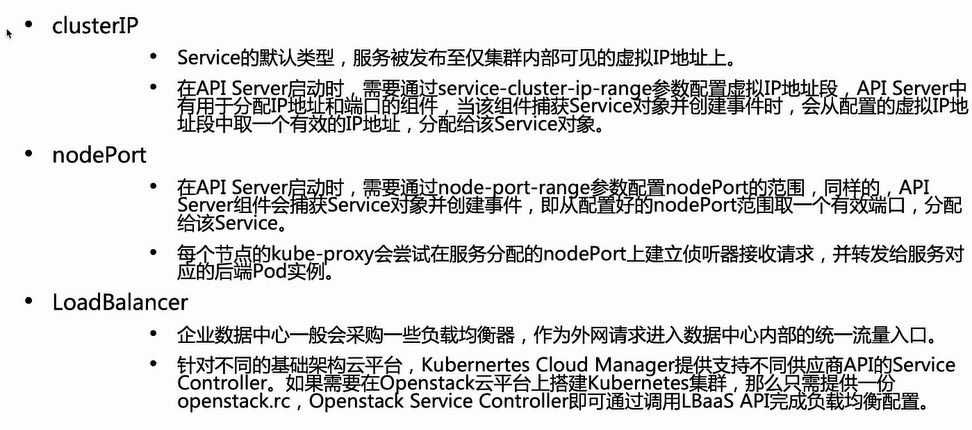 • clusterIP
• Service的默认类型，服务被发布至仅集群内部可见的虚拟IP地址上。
• 在API Server启动时，需要通过service-cluster-ip-range参数配置虚拟IP地址段，API Server中
有用于分配IP地址和端口的组件，当该组件捕获Service对象并创建事件时，会从配置的虚拟IP地
址段中取一个有效的IP地址，分配给该Service对象。
• nodePort
• 在API Server启动时，需要通过node-port-range参数配置nodePort的范围，同样的，API
Server组件会捕获Service对象并创建事件，即从配置好的nodePort范围取一个有效端口，分配
给该Service。
• 每个节点的kube-proxy会尝试在服务分配的nodePort上建立侦听器接收请求，并转发给服务对
应的后端Pod实例。
• LoadBalancer
• 企业数据中心一般会采购一些负载均衡器，作为外网请求进入数据中心内部的统一流量入口。
• 针对不同的基础架构云平台，Kubernertes Cloud Manager提供支持不同供应商API的Service
Controller。如果需要在Openstack云平台上搭建Kubernetes集群，那么只需提供一份
openstack.rc，Openstack Service Controller即可通过调用LBaaS API完成负载均衡配置。